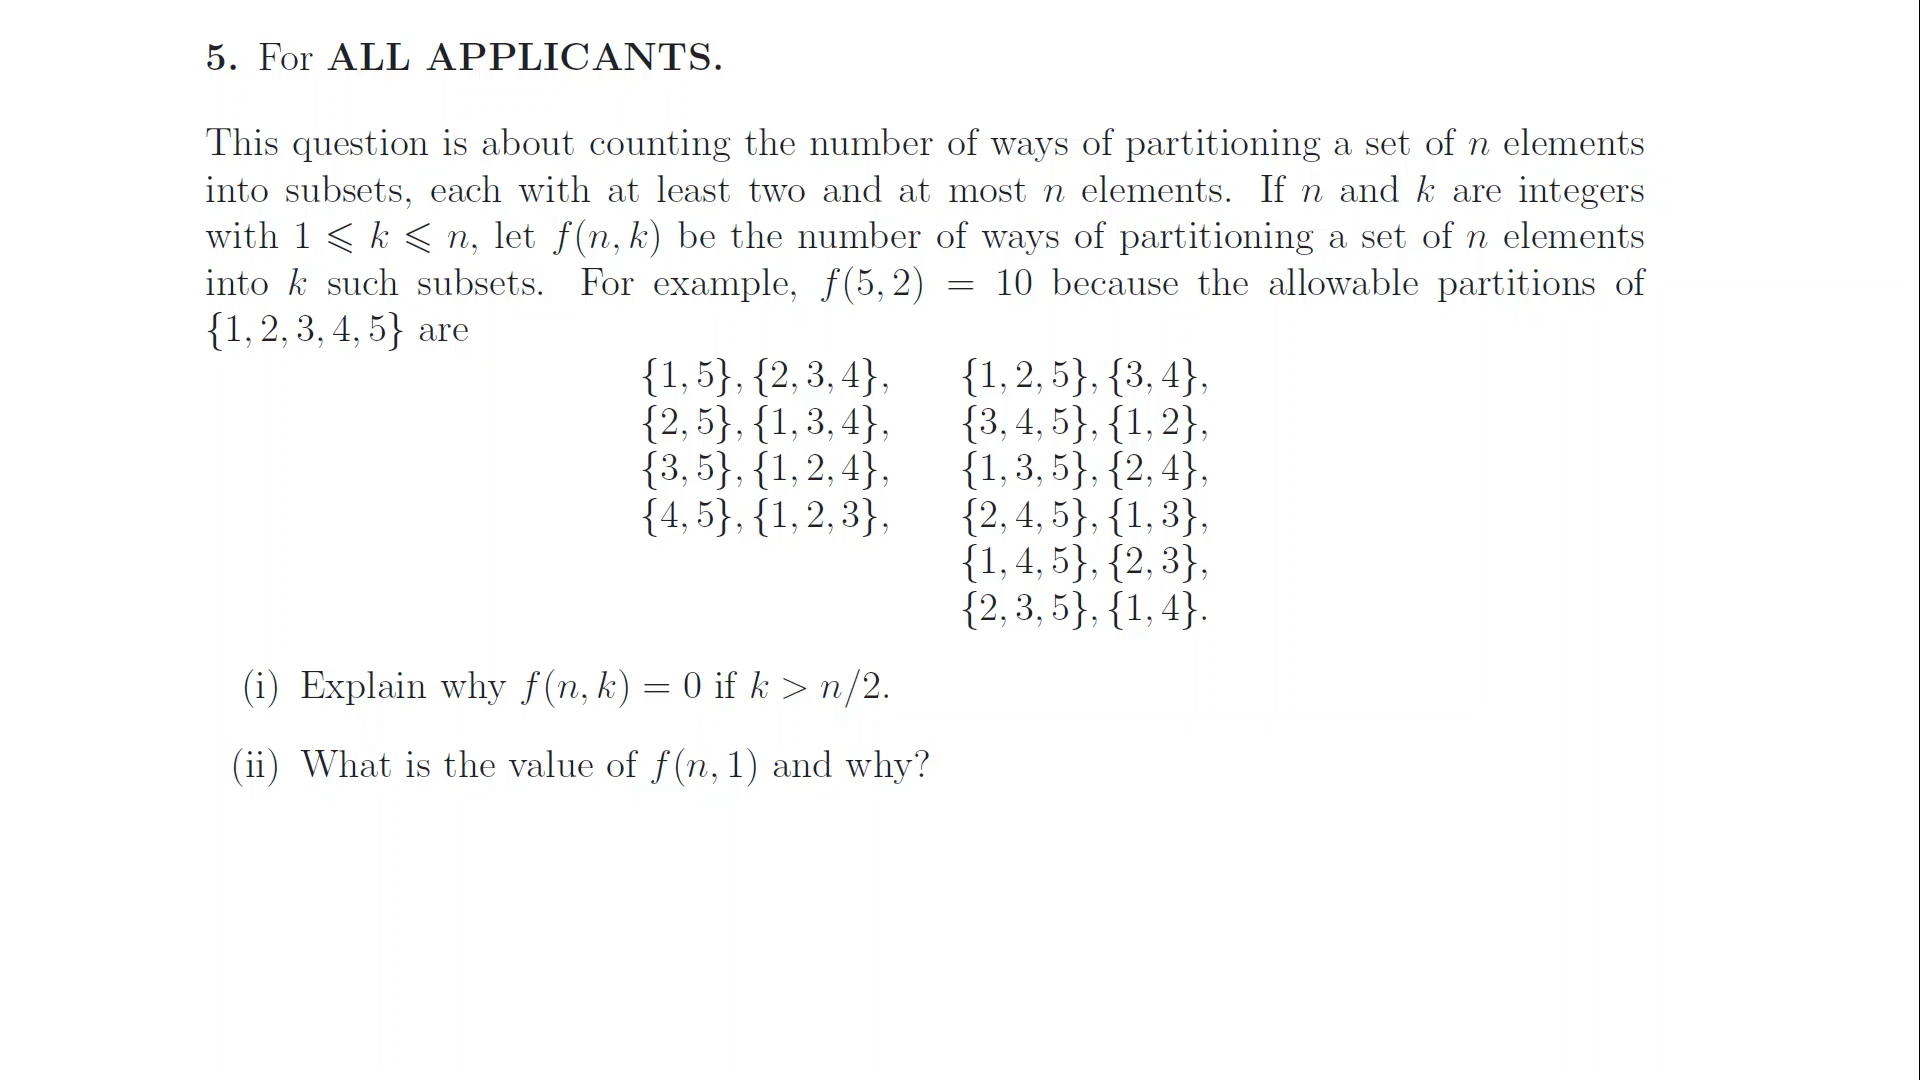 5. For ALL APPLICANTS.
This question is about counting the number of ways of partitioning a set of n elements
into subsets, each with at least two and at most n elements. If n and k are integers
with 1 ⩽ k ⩽ n, let f(n, k) be the number of ways of partitioning a set of n elements
into k such subsets. For example, f(5, 2) = 10 because the allowable partitions of
{1, 2, 3, 4, 5} are
{1, 5}, {2, 3, 4}, {1, 2, 5}, {3, 4},
{2, 5}, {1, 3, 4}, {3, 4, 5}, {1, 2},
{3, 5}, {1, 2, 4}, {1, 3, 5}, {2, 4},
{4, 5}, {1, 2, 3}, {2, 4, 5}, {1, 3},
{1, 4, 5}, {2, 3},
{2, 3, 5}, {1, 4}.
(i) Explain why f(n, k) = 0 if k > n/2.
(ii) What is the value of f(n, 1) and why?